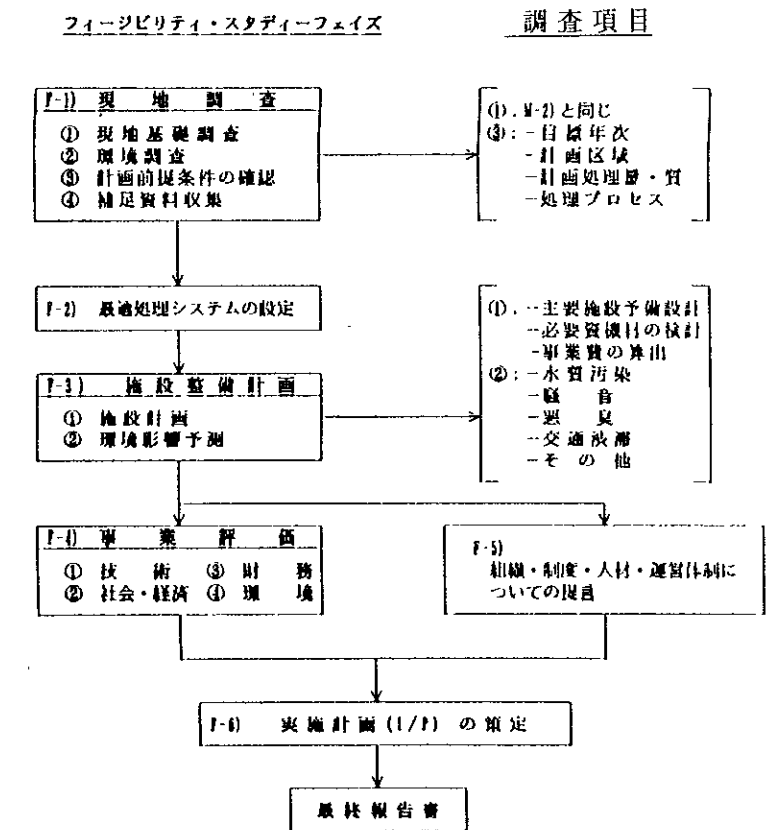 フィージビリティ・スタディーフェイズ
調査項目
F-1) 現地調査
① 現地基礎調査
② 環境調査
③ 計画前提条件の確認
④ 補足資料収集
①. M-2)と同じ
③: -目標年次
-計画区域
-計画処理量・質
-処理プロセス
F-2) 最適処理システムの設定
F-3) 施設整備計画
① 施設計画
② 環境影響予測
①. -主要施設予備設計
-必要資機材の検討
-事業費の算出
②: -水質汚染
-騒音
-悪臭
-交通渋滞
-その他
F-4) 事業評価
① 技術 ③ 財務
② 社会・経済 ④ 環境
F-5)
組織・制度・人材・運営体制に
ついての提言
F-6) 実施計画(I/P)の策定
最終報告書